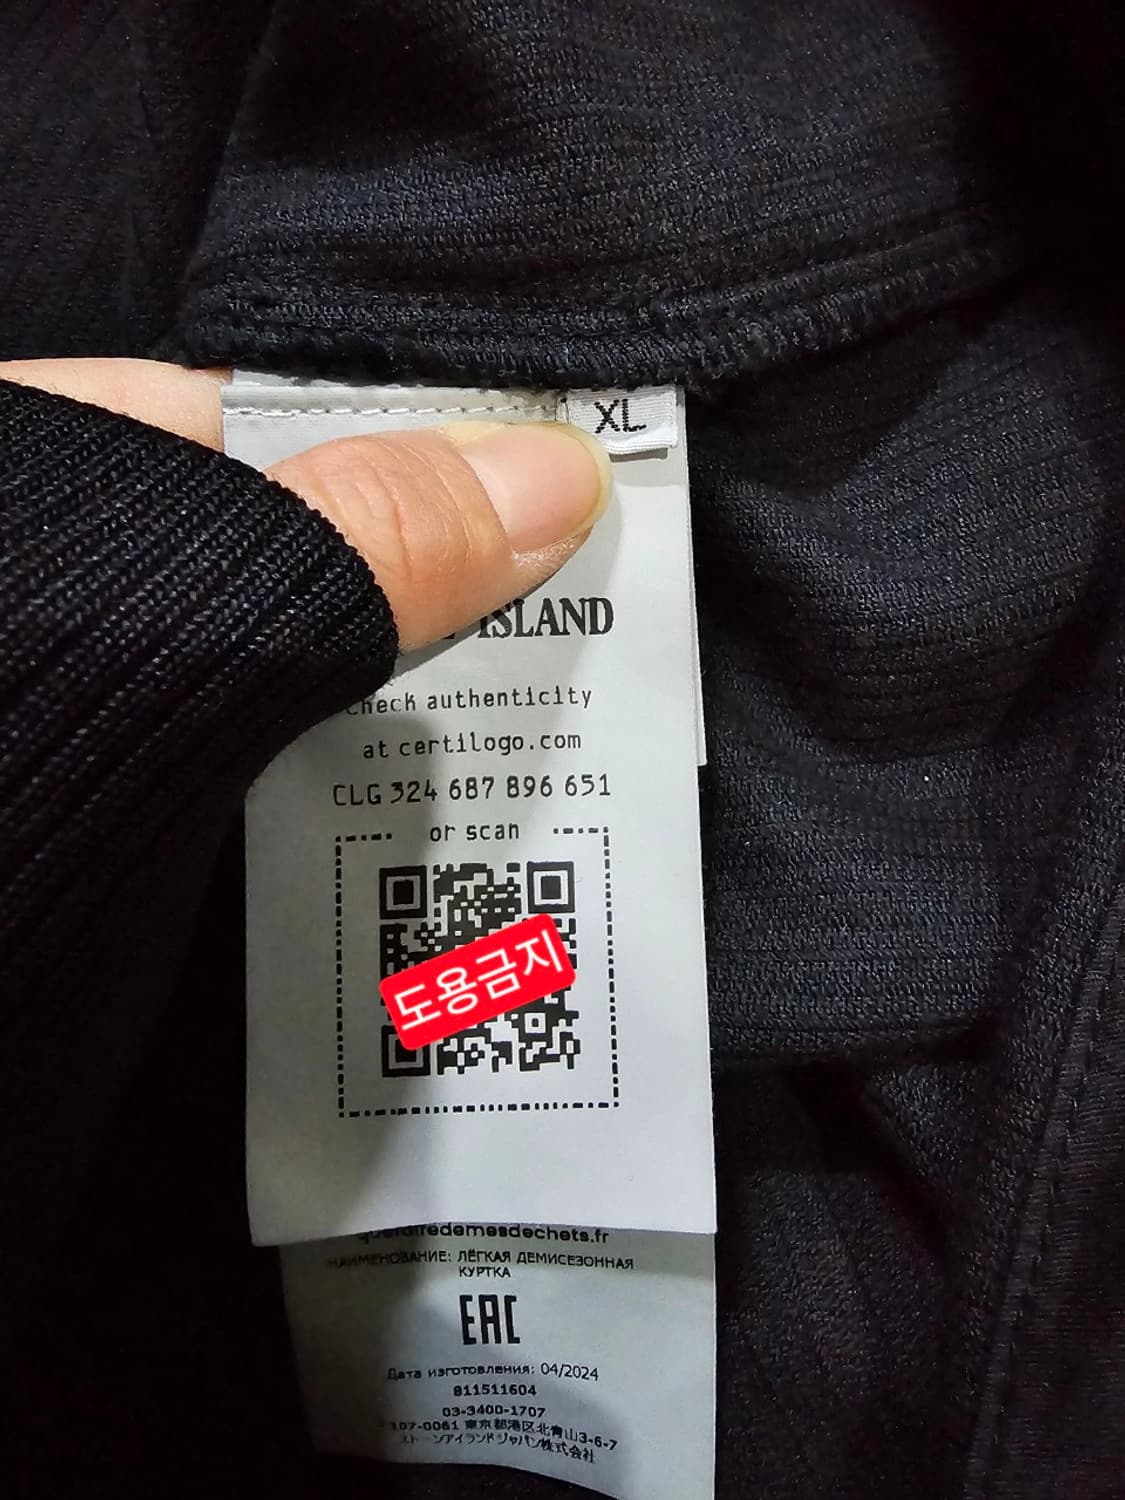 XL
ISLAND
check authenticity
at certilogo.com
CLG 324 687 896 651
or scan
도용금지
quefairedemesdechets.fr
НАИМЕНОВАНИЕ: ЛЁГКАЯ ДЕМИСЕЗОННАЯ
КУРТКА
EAC
Дата изготовления: 04/2024
811511604
03-3400-1707
107-0061 東京都港区北青山3-6-7
ストーンアイランドジャパン株式会社